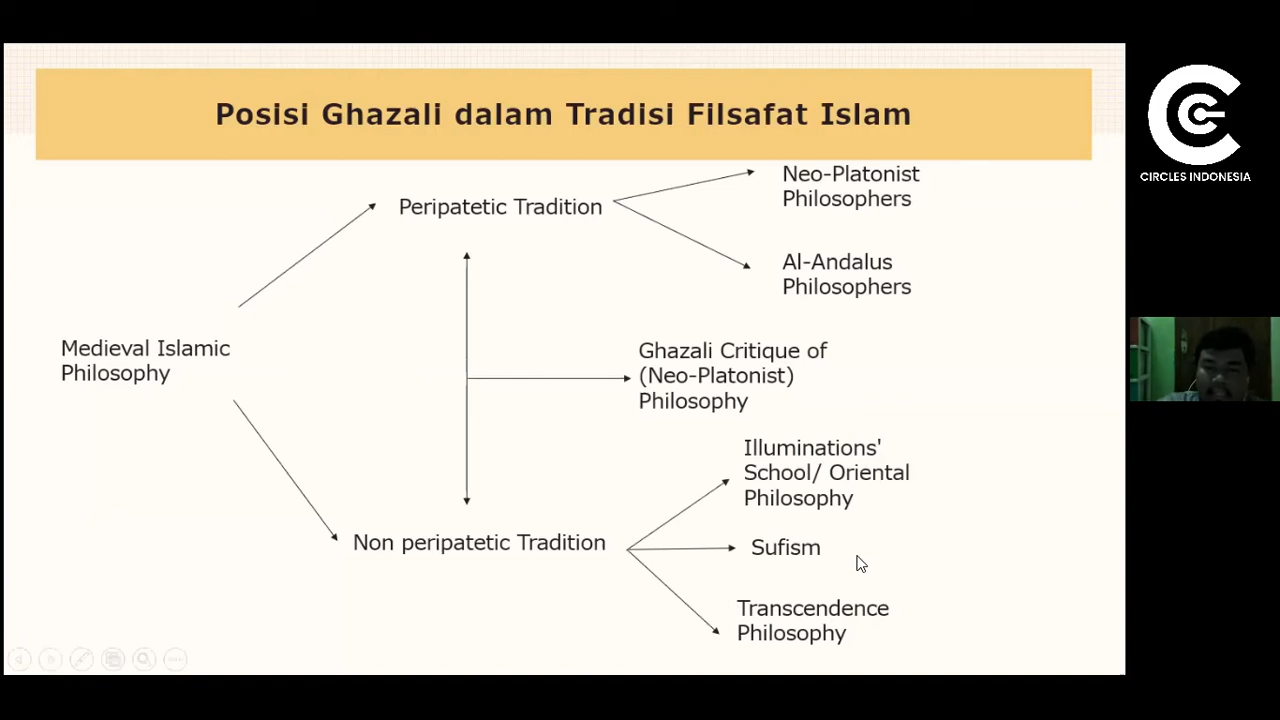 Posisi Ghazali dalam Tradisi Filsafat Islam
CIRCLES INDONESIA
Neo-Platonist
Philosophers
Peripatetic Tradition
Al-Andalus
Philosophers
Medieval Islamic
Philosophy
Ghazali Critique of
(Neo-Platonist)
Philosophy
Illuminations'
School/ Oriental
Philosophy
Non peripatetic Tradition
Sufism
Transcendence
Philosophy